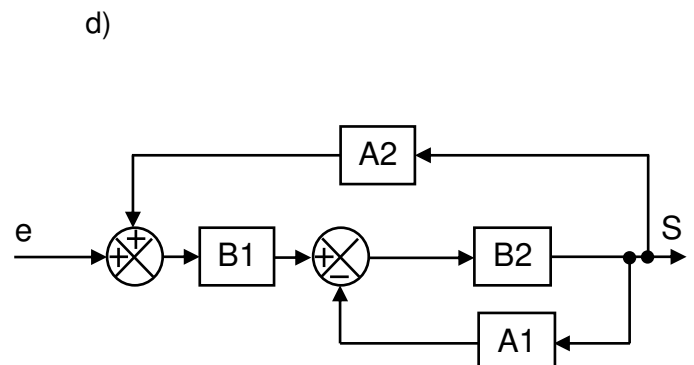 d)
A2
e + + B1 + − B2 S
A1